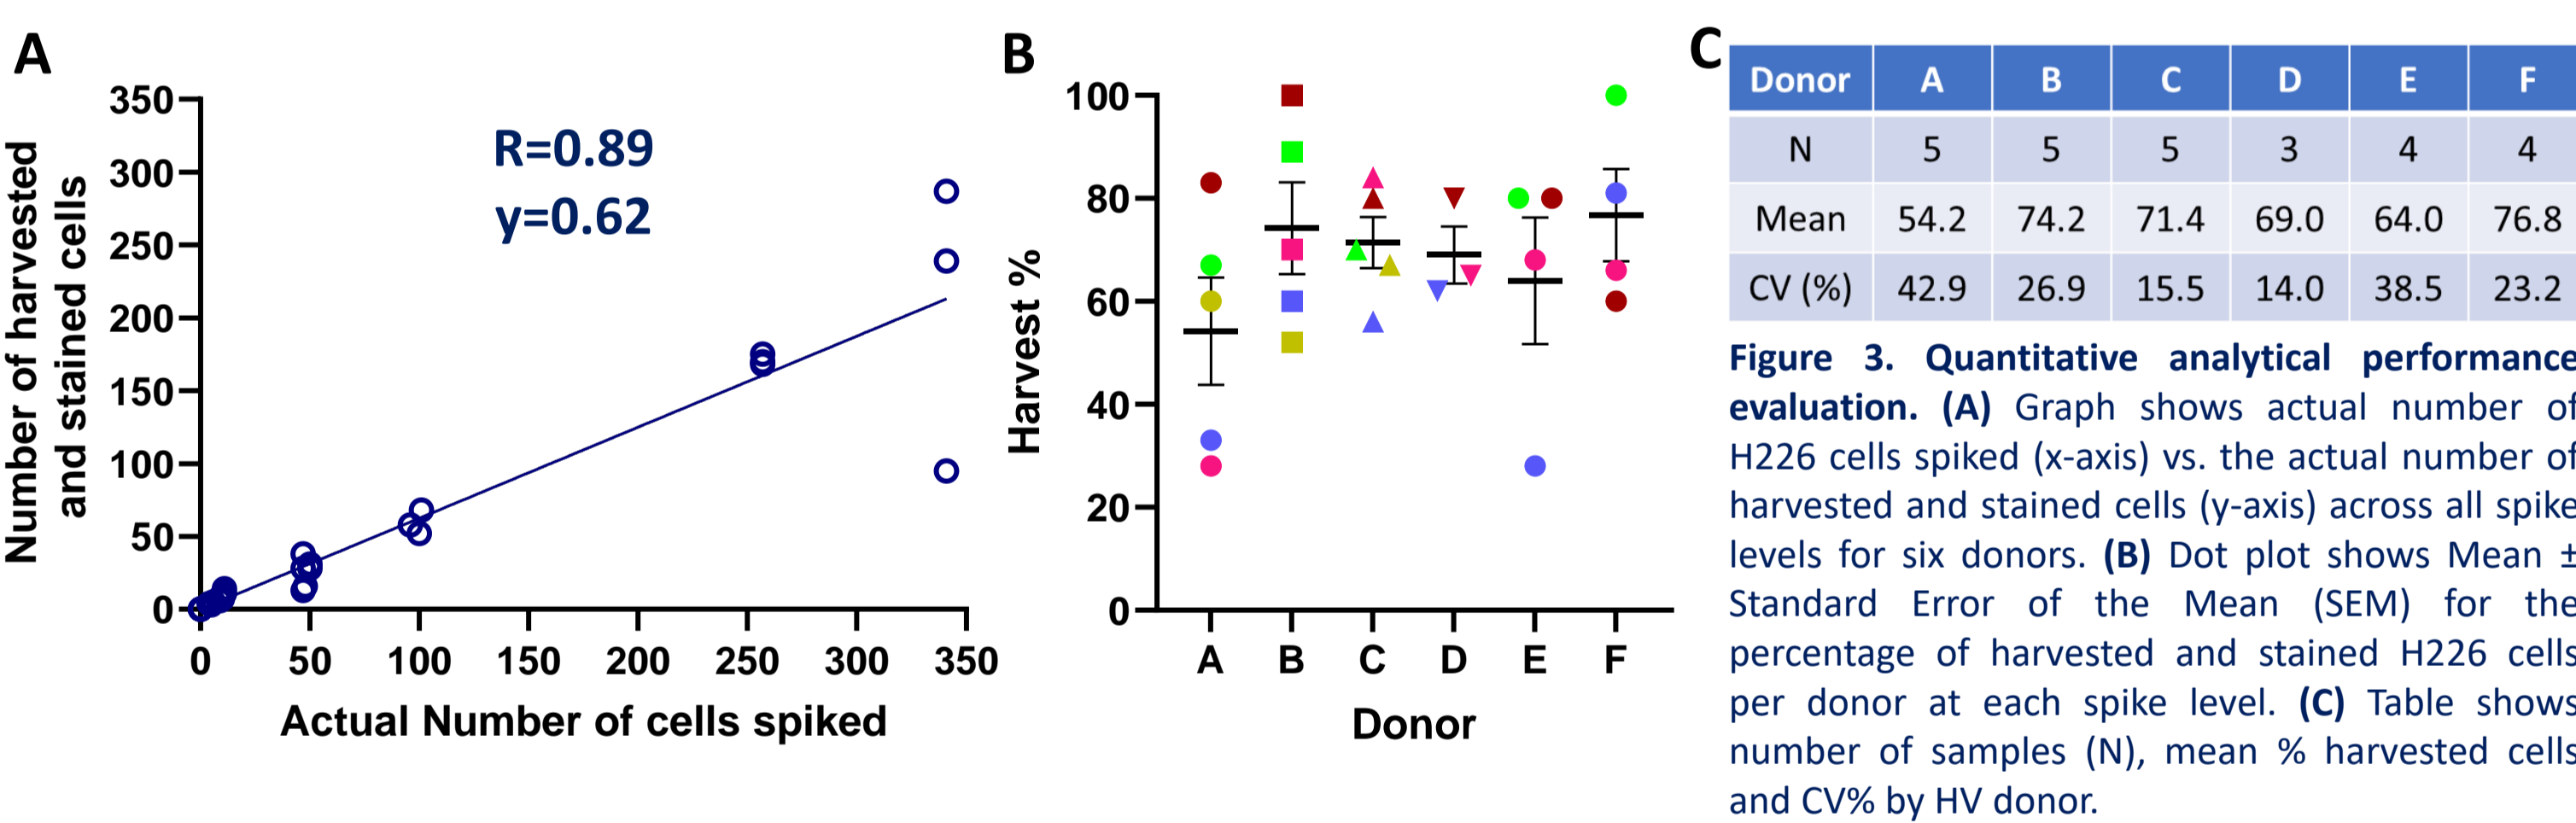 A
350
300
250
200
150
100
50
0
Number of harvested
and stained cells
R=0.89
y=0.62
0 50 100 150 200 250 300 350
Actual Number of cells spiked
B
100
80
60
40
20
0
Harvest %
A B C D E F
Donor
C
Donor A B C D E F
N 5 5 5 3 4 4
Mean 54.2 74.2 71.4 69.0 64.0 76.8
CV (%) 42.9 26.9 15.5 14.0 38.5 23.2
Figure 3. Quantitative analytical performance
evaluation. (A) Graph shows actual number of
H226 cells spiked (x-axis) vs. the actual number of
harvested and stained cells (y-axis) across all spike
levels for six donors. (B) Dot plot shows Mean ±
Standard Error of the Mean (SEM) for the
percentage of harvested and stained H226 cells
per donor at each spike level. (C) Table shows
number of samples (N), mean % harvested cells
and CV% by HV donor.